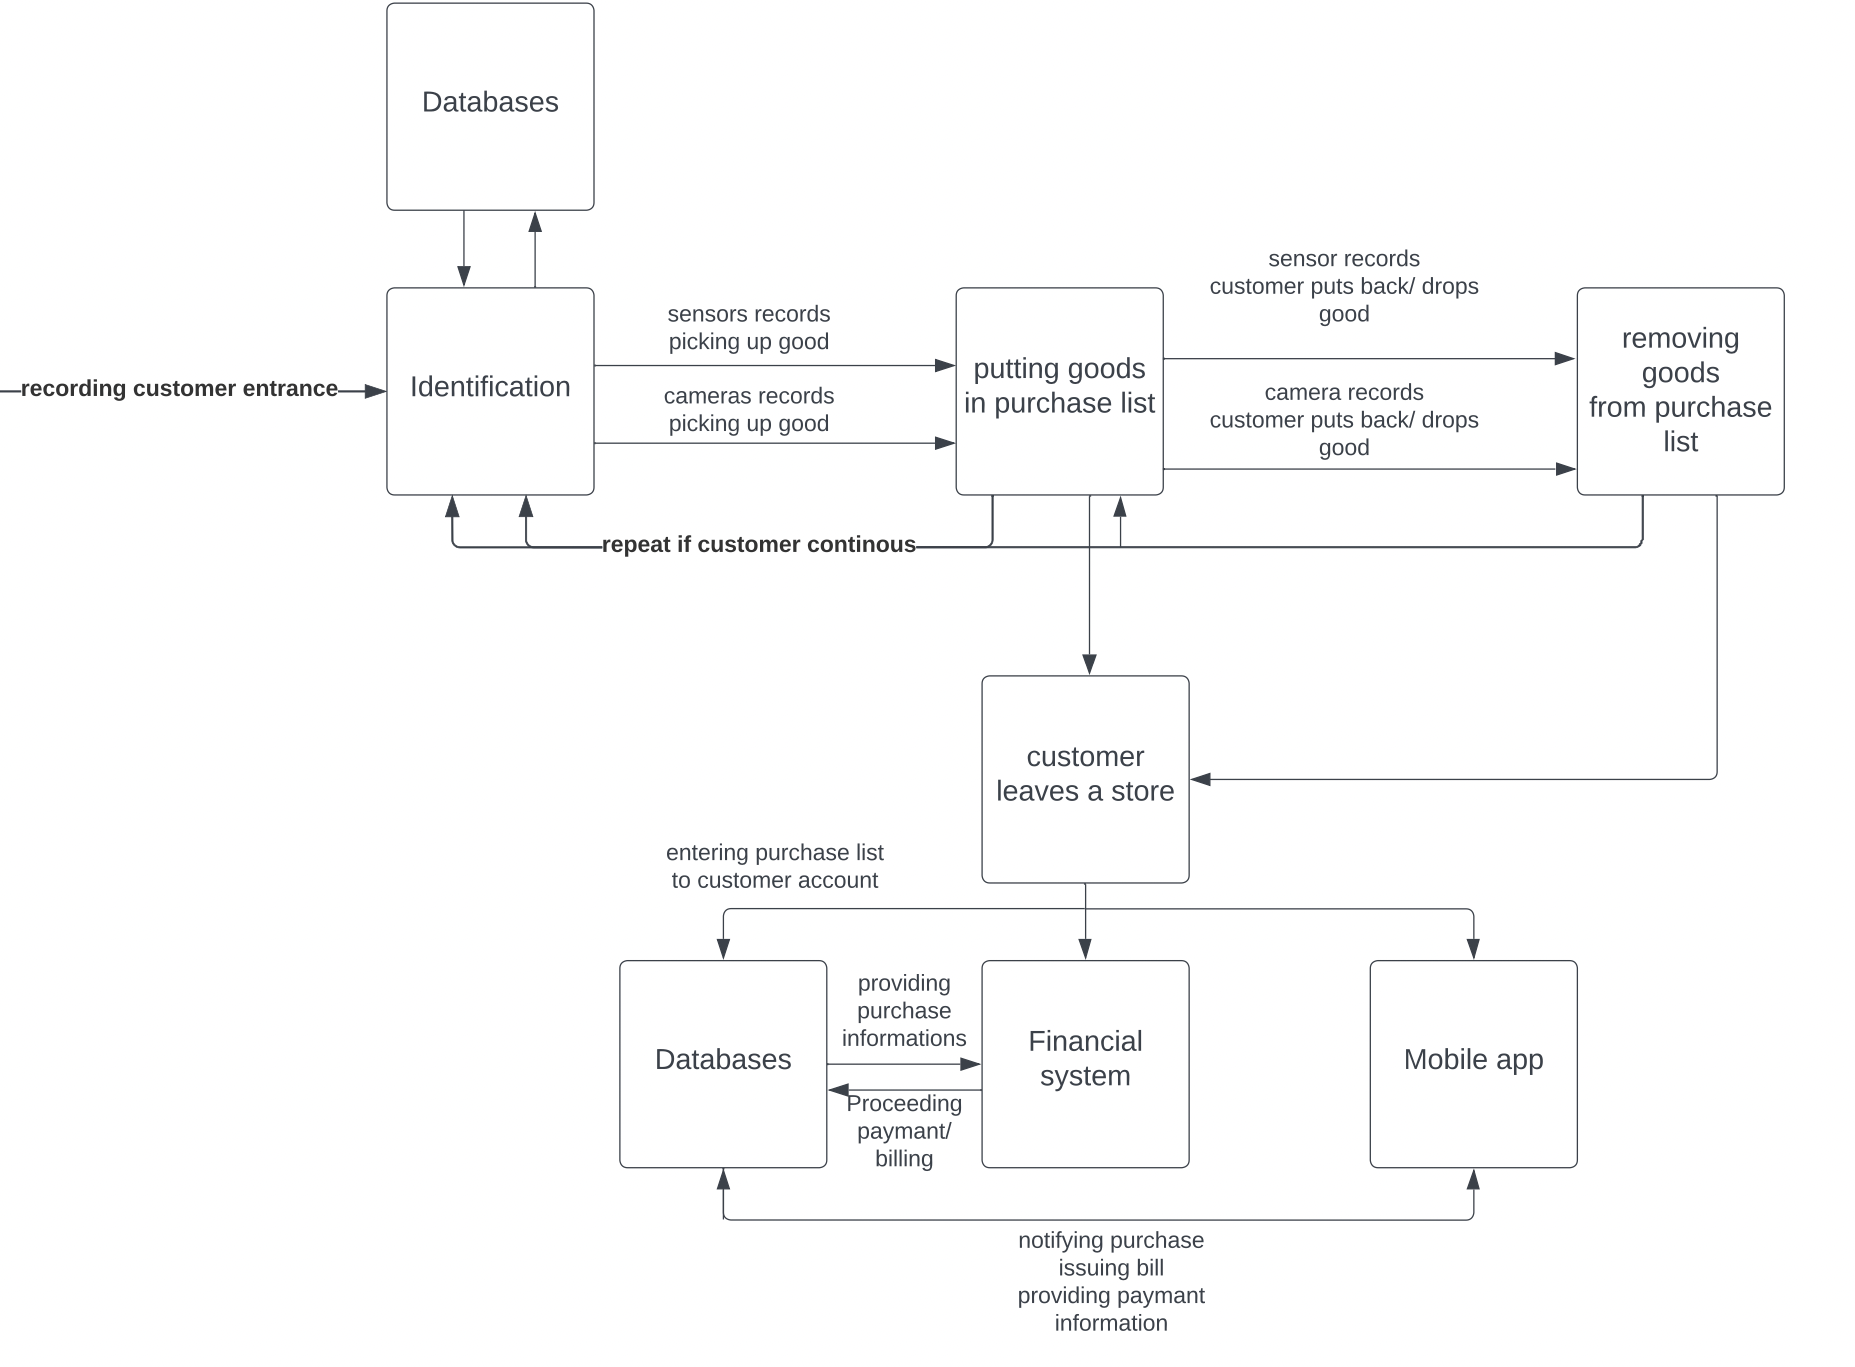 Databases
recording customer entrance
Identification
sensors records
picking up good
cameras records
picking up good
putting goods
in purchase list
sensor records
customer puts back/ drops
good
camera records
customer puts back/ drops
good
removing
goods
from purchase
list
repeat if customer continous
customer
leaves a store
entering purchase list
to customer account
Databases
providing
purchase
informations
Proceeding
paymant/
billing
Financial
system
Mobile app
notifying purchase
issuing bill
providing paymant
information